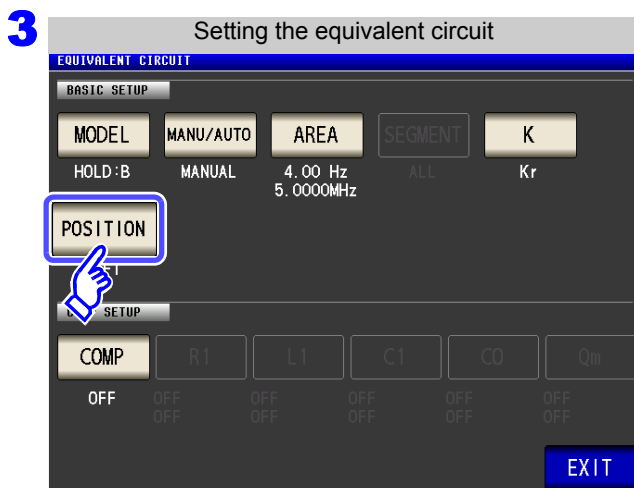 3
Setting the equivalent circuit
EQUIVALENT CIRCUIT
BASIC SETUP
MODEL MANU/AUTO AREA SEGMENT K
HOLD:B MANUAL 4.00 Hz ALL Kr
5.0000MHz
POSITION
SETUP
COMP R1 L1 C1 C0 Qm
OFF OFF OFF OFF OFF OFF
OFF OFF OFF OFF OFF
EXIT